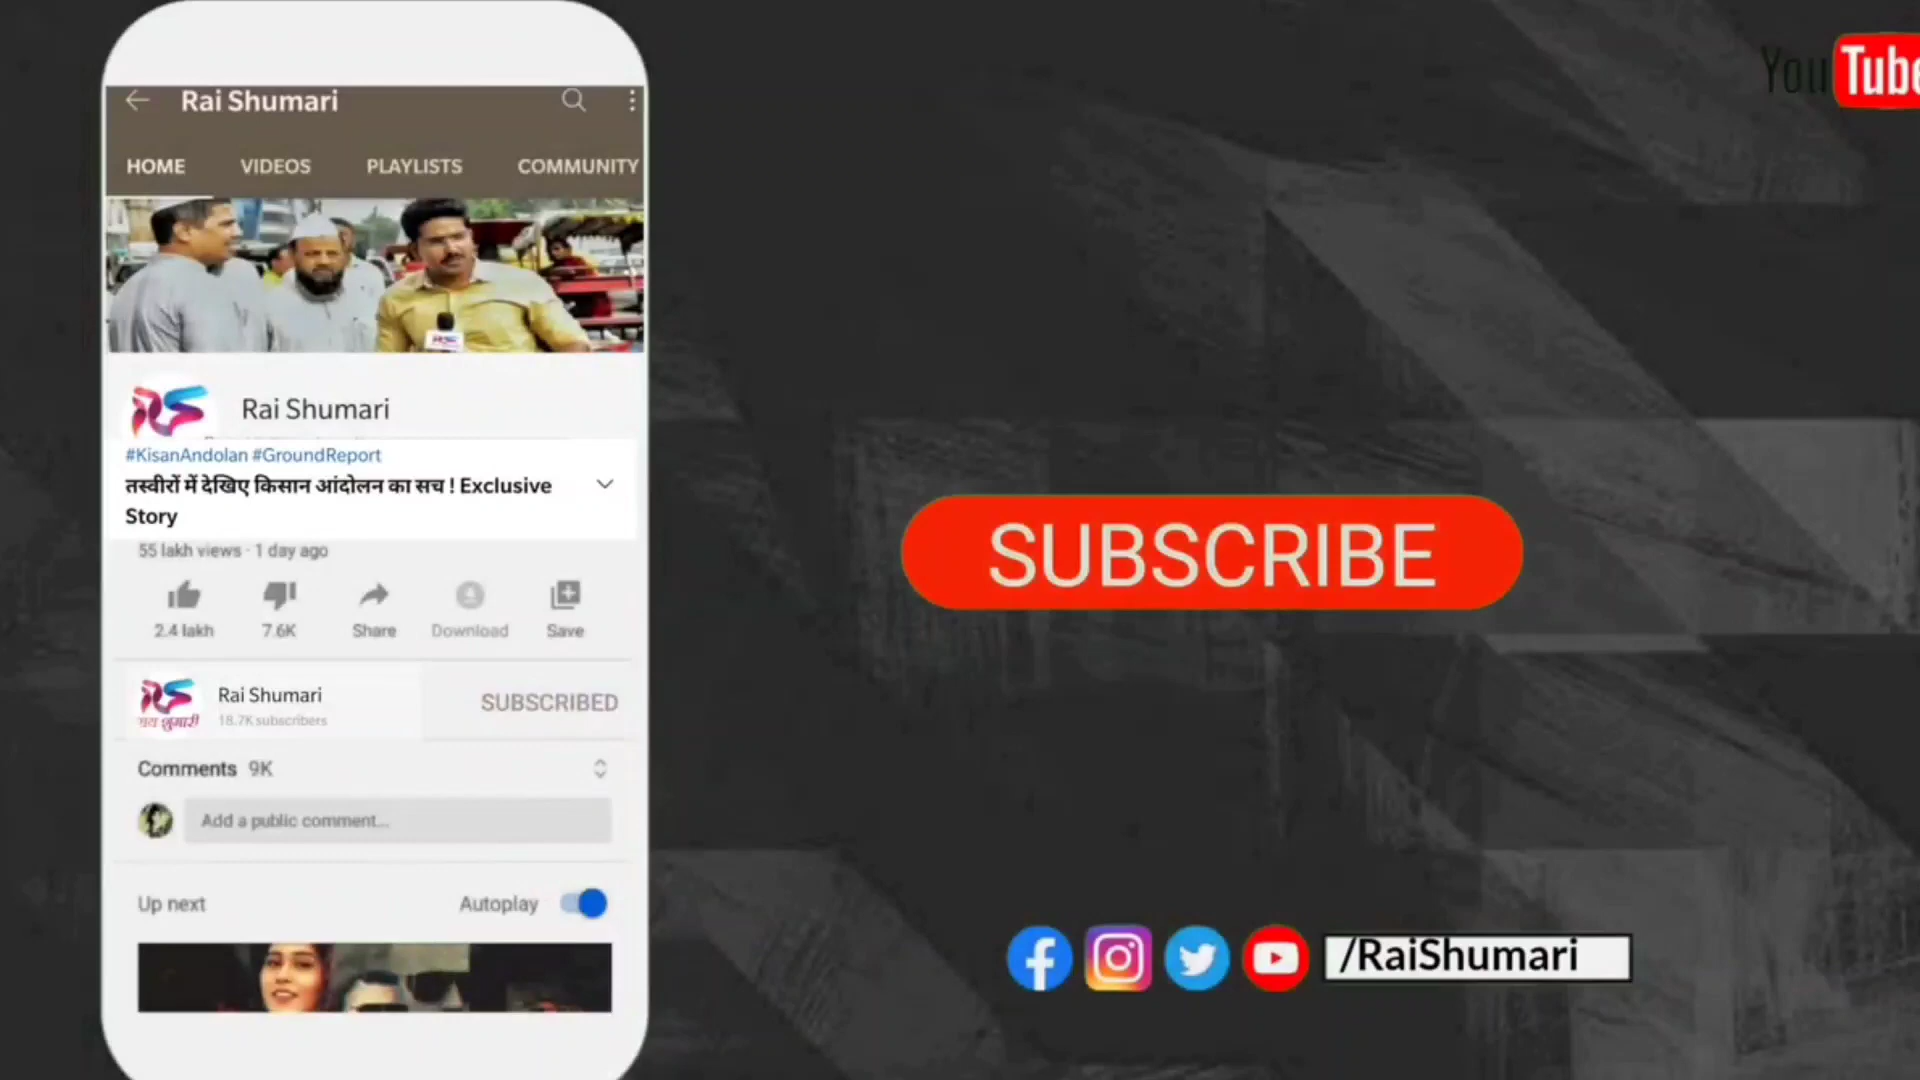 Rai Shumari
HOME VIDEOS PLAYLISTS COMMUNITY
Rai Shumari
#KisanAndolan #GroundReport
तस्वीरों में देखिए किसान आंदोलन का सच ! Exclusive
Story
55 lakh views · 1 day ago
2.4 lakh 7.6K Share Download Save
Rai Shumari
राय शुमारी 18.7K subscribers
SUBSCRIBED
Comments 9K
Add a public comment...
Up next Autoplay
YouTube
SUBSCRIBE
/RaiShumari